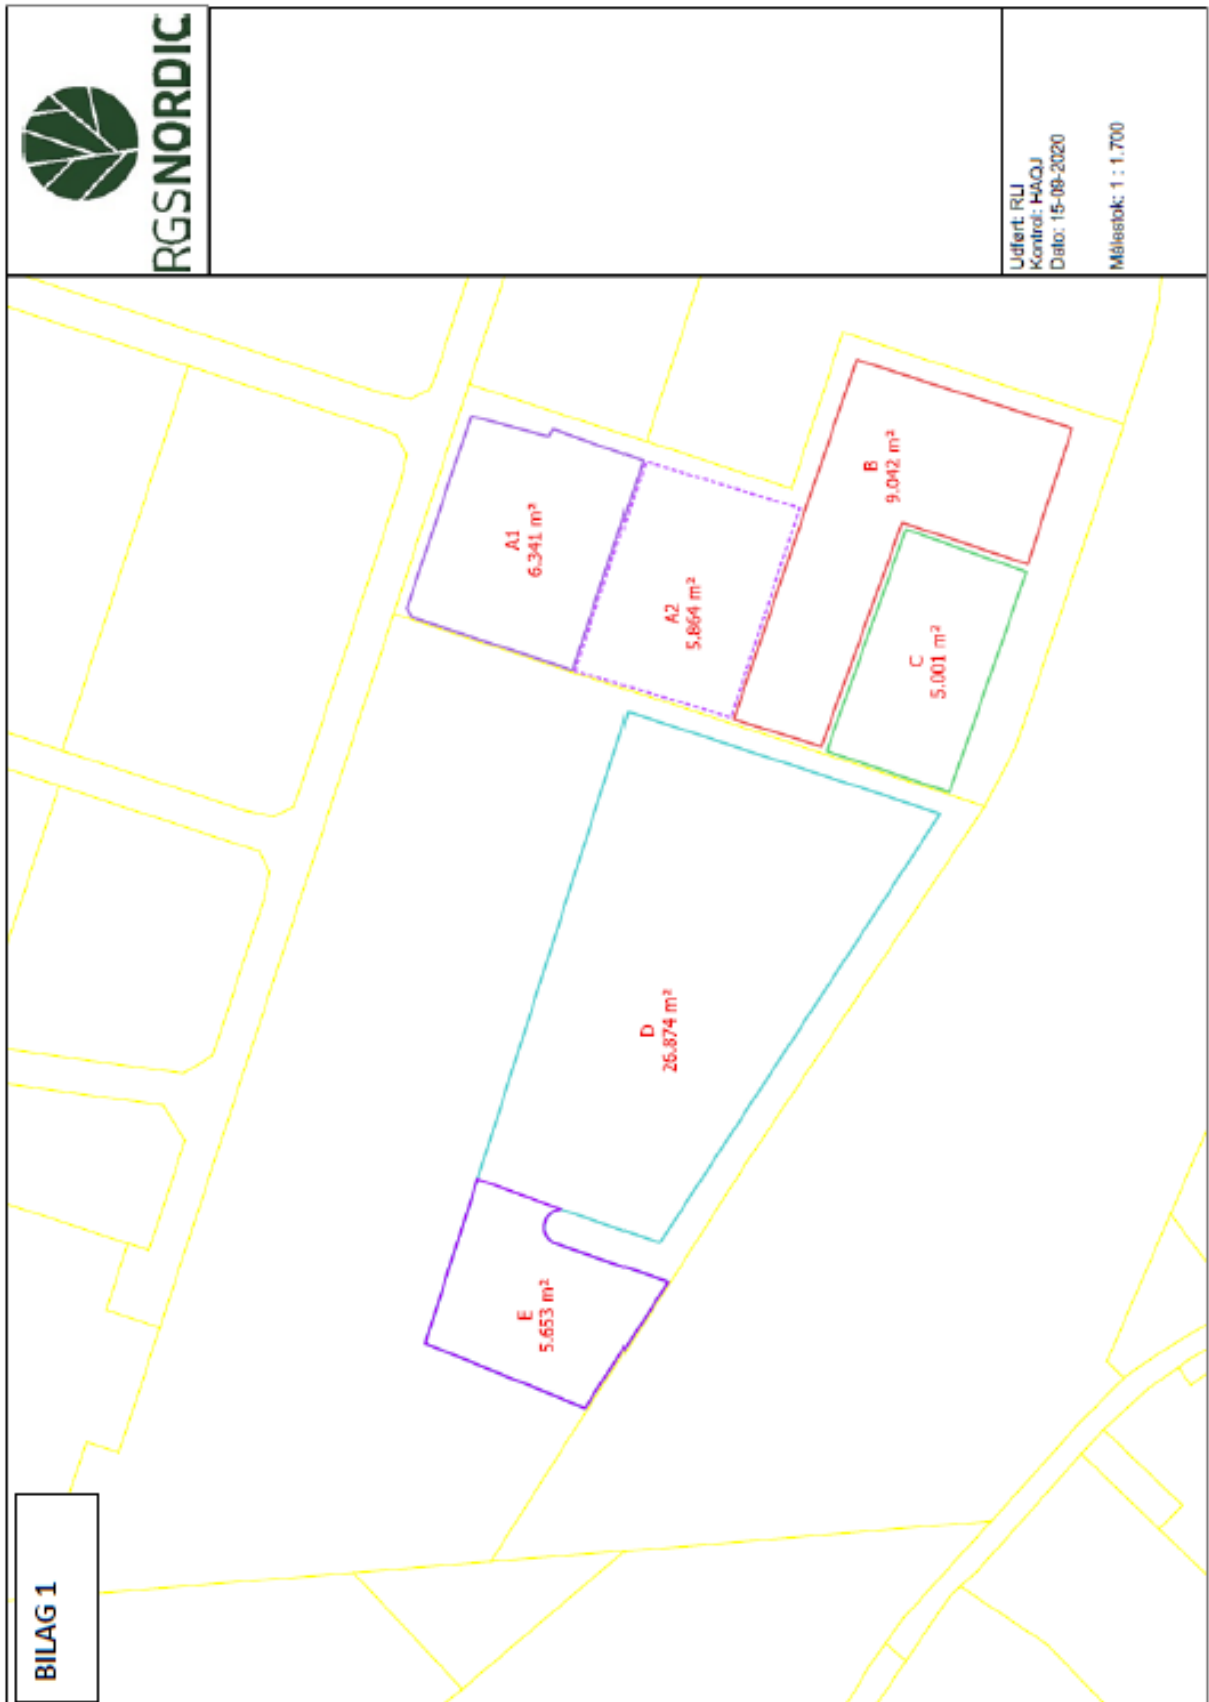 BILAG 1
RGSNORDIC
A1
6.341 m²
A2
5.864 m²
B
9.042 m²
C
5.001 m²
D
26.874 m²
E
5.653 m²
Udført: RLI
Kontrol: HAQJ
Dato: 15-09-2020
Målestok: 1 : 1.700